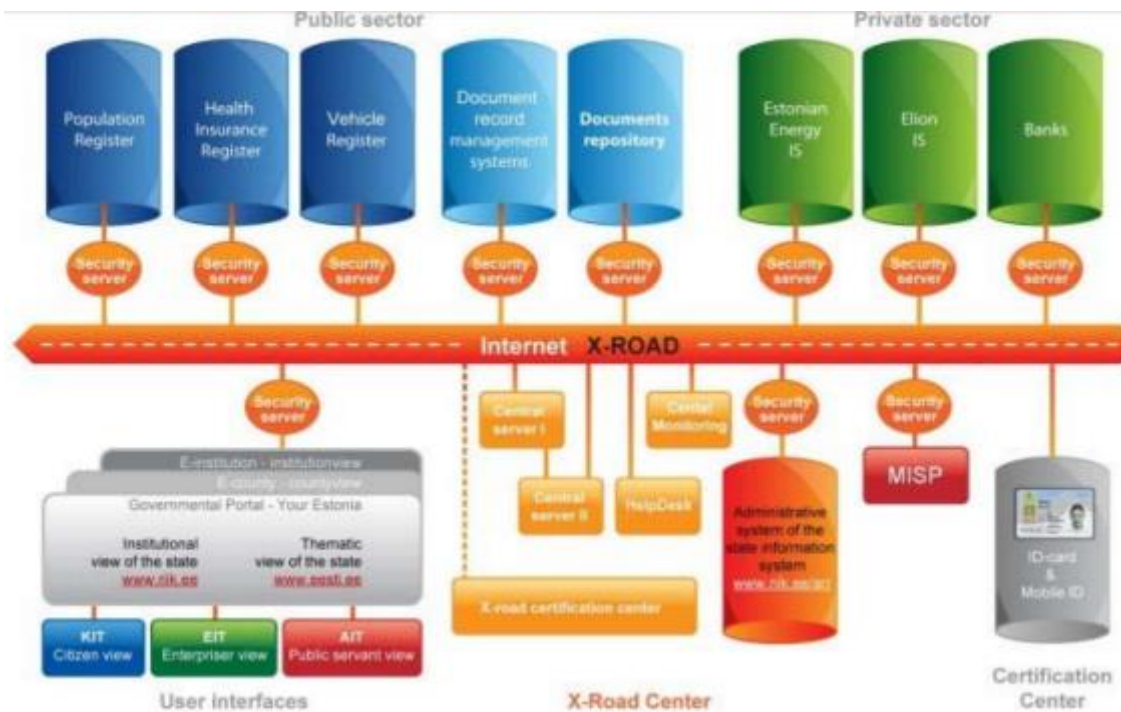 Public sector
Private sector
Population
Register
Health
Insurance
Register
Vehicle
Register
Document
record
management
systems
Documents
repository
Estonian
Energy
IS
Elion
IS
Banks
Security
server
Security
server
Security
server
Security
server
Security
server
Security
server
Security
server
Security
server
Internet X-ROAD
Security
server
Central
server I
Central
server II
HelpDesk
Cental
Monitoring
Security
server
Security
server
E-institution - institutionview
E-county - countyview
Governmental Portal - Your Estonia
Institutional
view of the state
www.riik.ee
Thematic
view of the state
www.eesti.ee
X-road certification center
Administrative
system of the
state information
system
www.riik.ee/arr
MISP
ID-card
&
Mobile ID
KIT
Citizen view
EIT
Enterpriser view
AIT
Public servant view
User interfaces
X-Road Center
Certification
Center